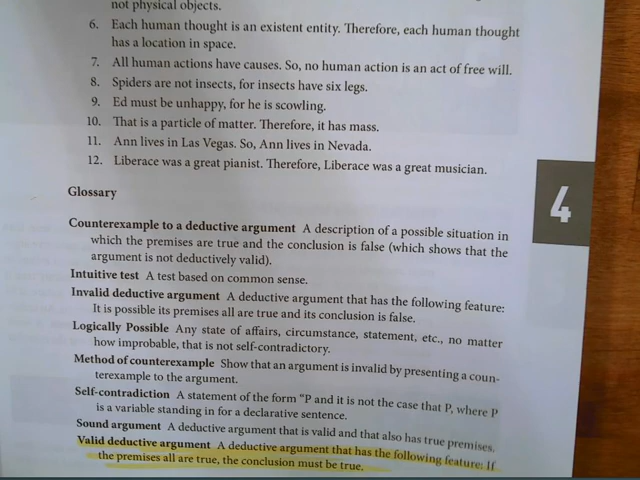 not physical objects.
6. Each human thought is an existent entity. Therefore, each human thought
has a location in space.
7. All human actions have causes. So, no human action is an act of free will.
8. Spiders are not insects, for insects have six legs.
9. Ed must be unhappy, for he is scowling.
10. That is a particle of matter. Therefore, it has mass.
11. Ann lives in Las Vegas. So, Ann lives in Nevada.
12. Liberace was a great pianist. Therefore, Liberace was a great musician.
4
Glossary
Counterexample to a deductive argument A description of a possible situation in
which the premises are true and the conclusion is false (which shows that the
argument is not deductively valid).
Intuitive test A test based on common sense.
Invalid deductive argument A deductive argument that has the following feature:
It is possible its premises all are true and its conclusion is false.
Logically Possible Any state of affairs, circumstance, statement, etc., no matter
how improbable, that is not self-contradictory.
Method of counterexample Show that an argument is invalid by presenting a coun-
terexample to the argument.
Self-contradiction A statement of the form "P and it is not the case that P, where P
is a variable standing in for a declarative sentence.
Sound argument A deductive argument that is valid and that also has true premises.
Valid deductive argument A deductive argument that has the following feature: If
the premises all are true, the conclusion must be true.